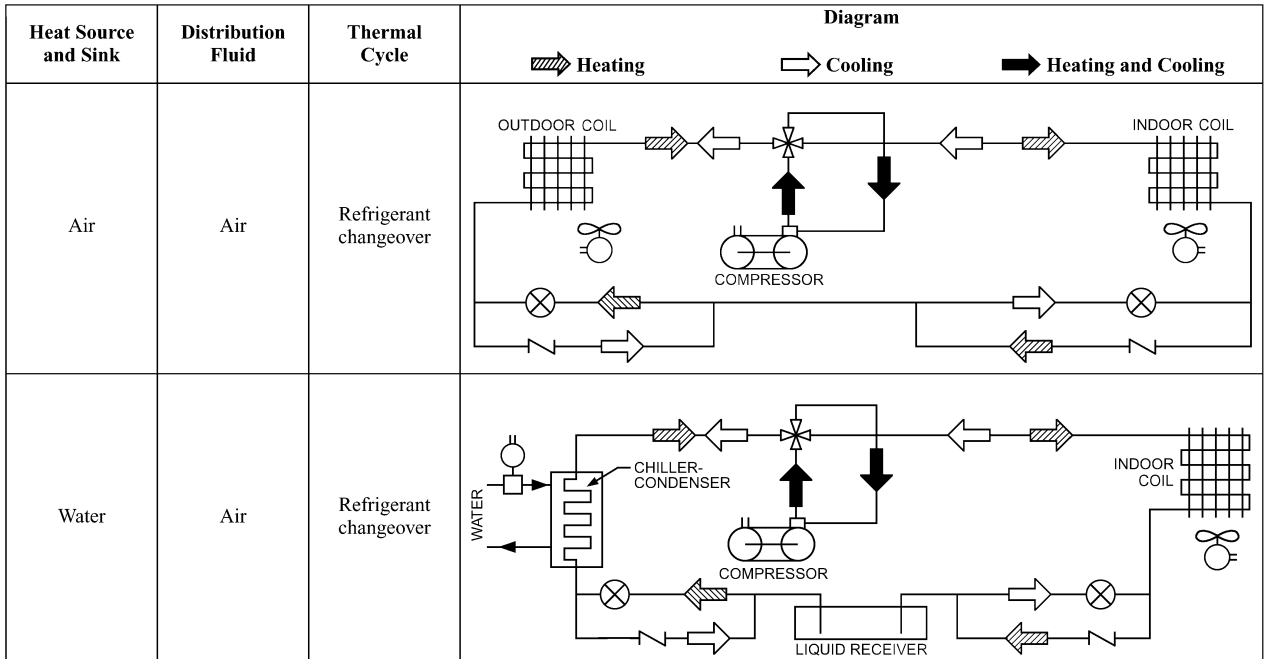 Heat Source
and Sink
Distribution
Fluid
Thermal
Cycle
Diagram
Heating
Cooling
Heating and Cooling
Air
Air
Refrigerant
changeover
OUTDOOR COIL
INDOOR COIL
COMPRESSOR
Water
Air
Refrigerant
changeover
WATER
CHILLER-
CONDENSER
INDOOR
COIL
COMPRESSOR
LIQUID RECEIVER